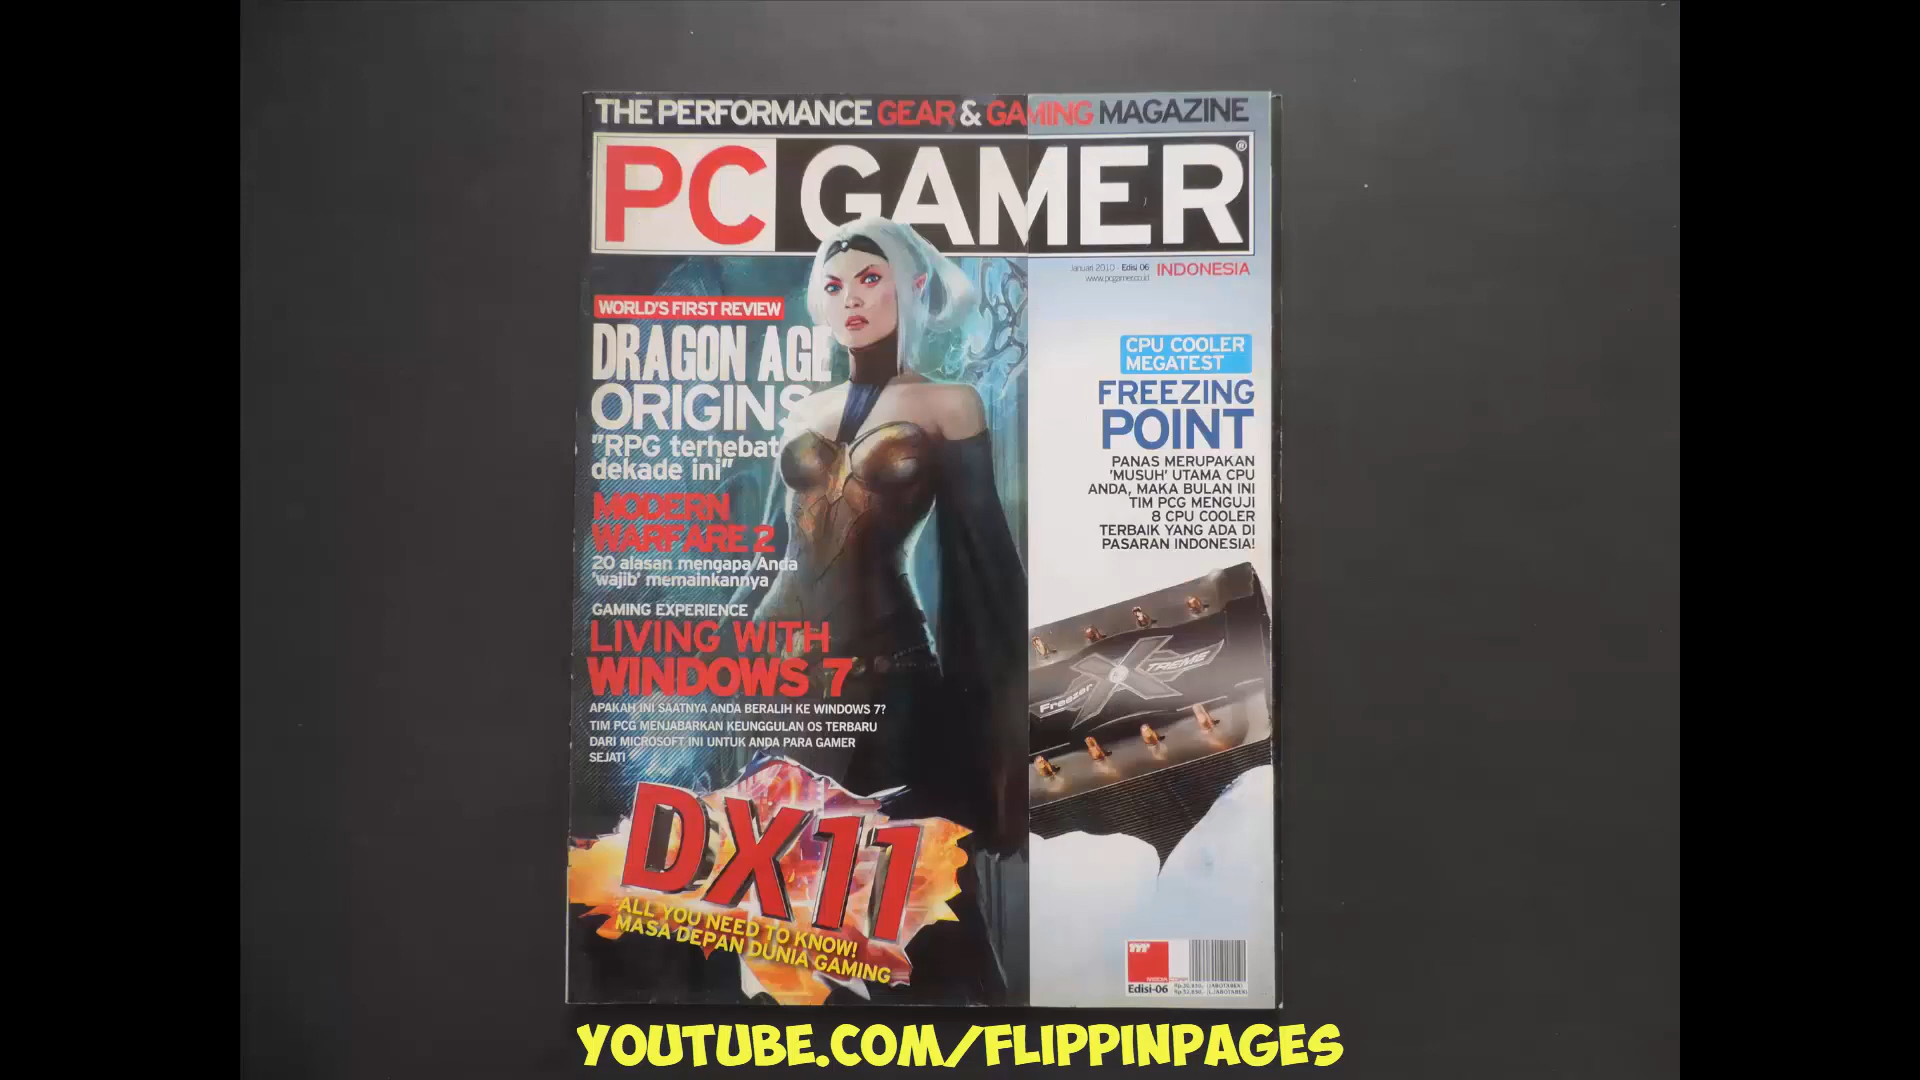 THE PERFORMANCE GEAR & GAMING MAGAZINE
PC GAMER®
Januari 2010 - Edisi 06 INDONESIA
www.pcgamer.co.id
WORLD'S FIRST REVIEW
DRAGON AGE
ORIGINS
"RPG terhebat
dekade ini"
MODERN
WARFARE 2
20 alasan mengapa Anda
'wajib' memainkannya
GAMING EXPERIENCE
LIVING WITH
WINDOWS 7
APAKAH INI SAATNYA ANDA BERALIH KE WINDOWS 7?
TIM PCG MENJABARKAN KEUNGGULAN OS TERBARU
DARI MICROSOFT INI UNTUK ANDA PARA GAMER
SEJATI
DX11
ALL YOU NEED TO KNOW!
MASA DEPAN DUNIA GAMING
CPU COOLER
MEGATEST
FREEZING
POINT
PANAS MERUPAKAN
'MUSUH' UTAMA CPU
ANDA, MAKA BULAN INI
TIM PCG MENGUJI
8 CPU COOLER
TERBAIK YANG ADA DI
PASARAN INDONESIA!
Freezer XTREME
Edisi-06
YOUTUBE.COM/FLIPPINPAGES